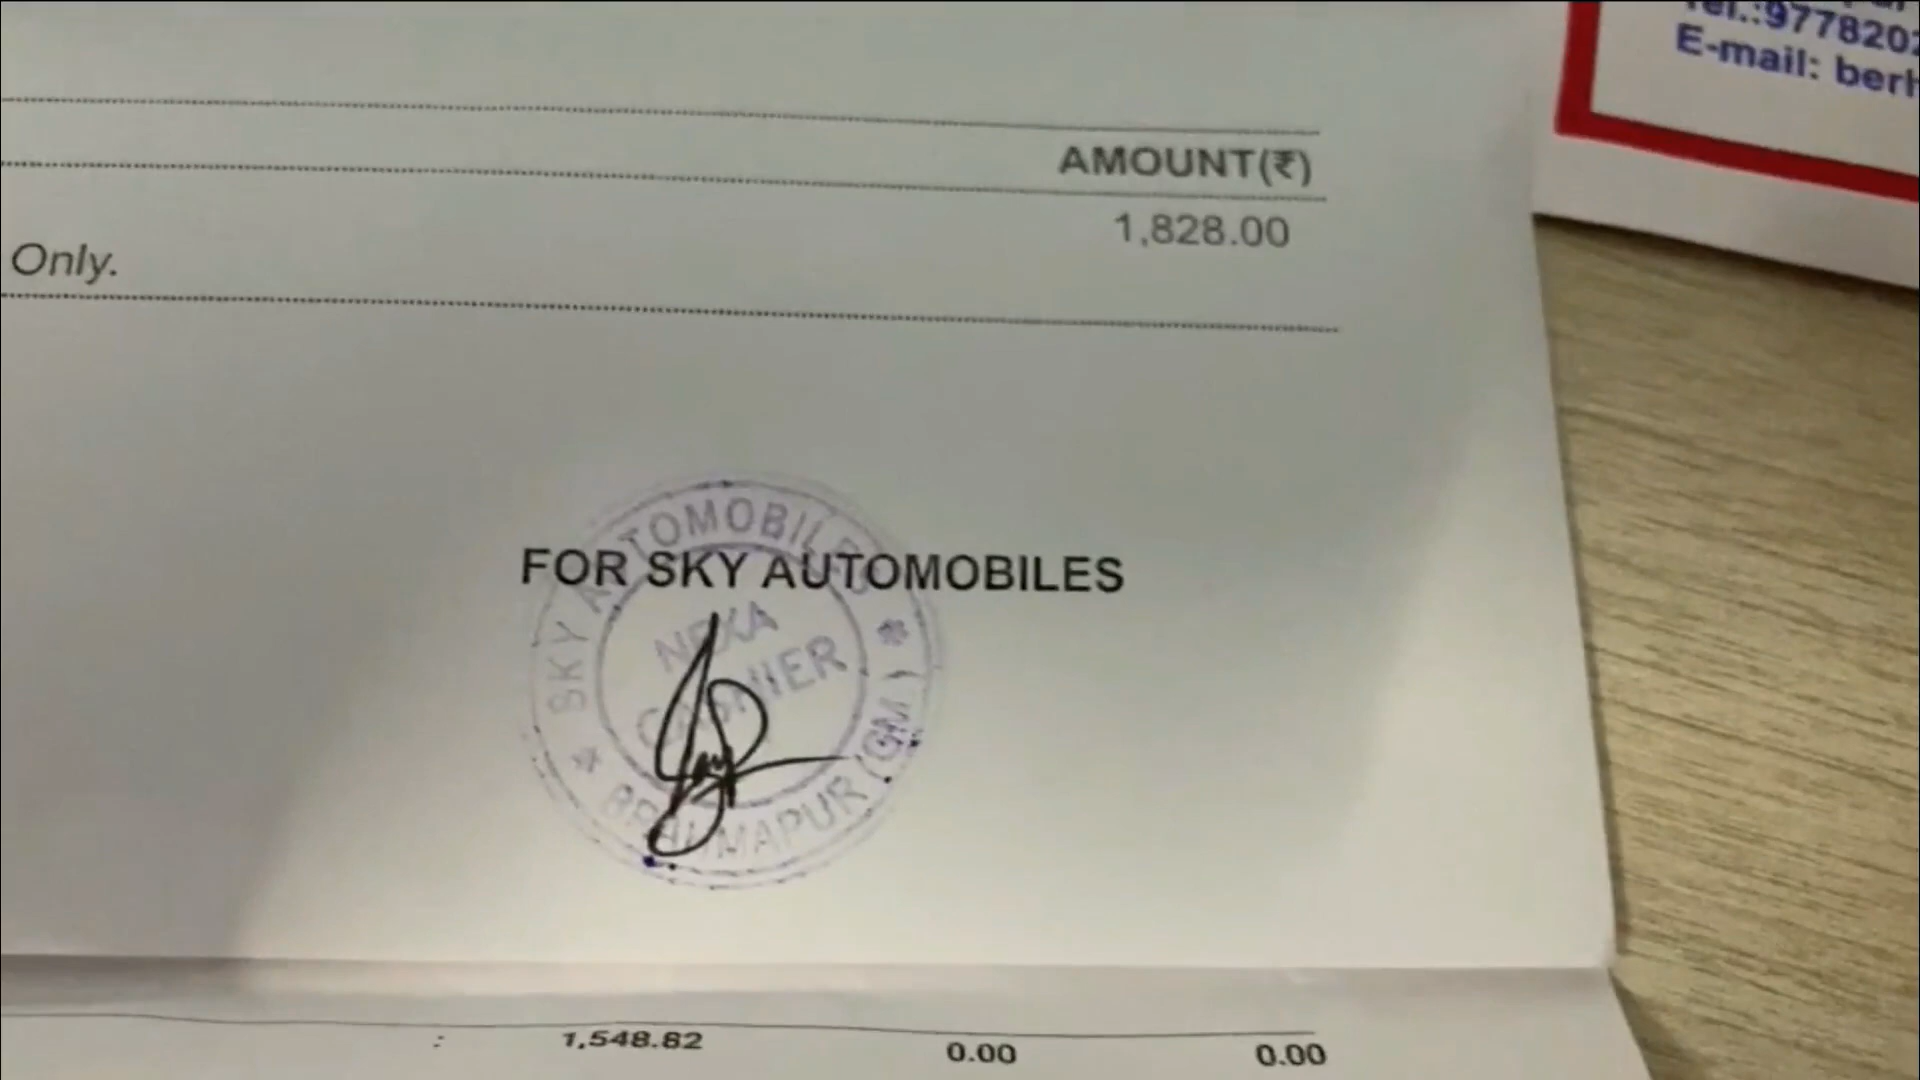 Tel.:977820
E-mail: berh
AMOUNT(₹)
1,828.00
Only.
FOR SKY AUTOMOBILES
SKY AUTOMOBILES
NEXA
CASHIER
BRAHMAPUR (GM)
: 1,548.82 0.00 0.00